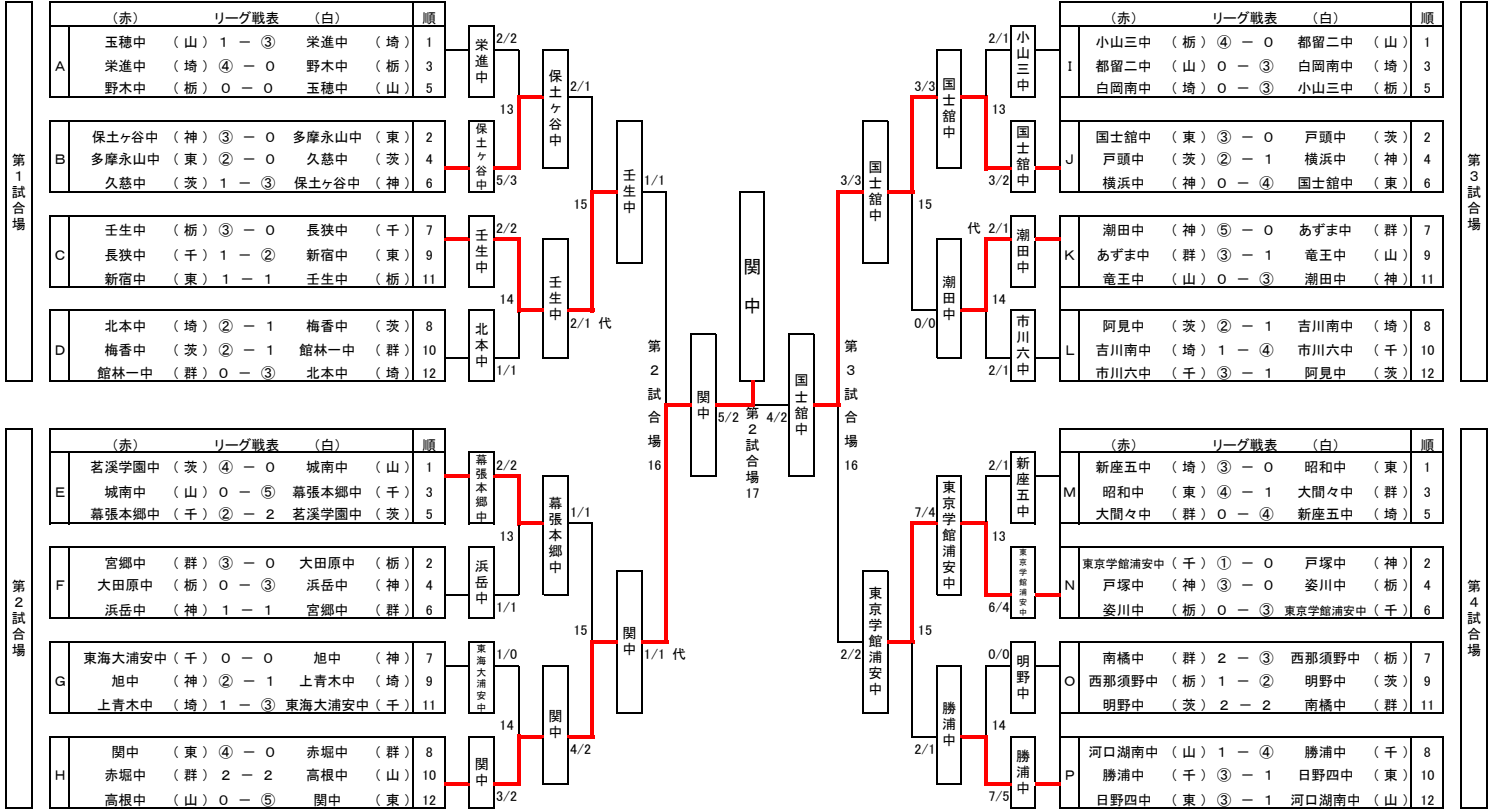 第1試合場
（赤） リーグ戦表 （白） 順
A
玉穂中 （山） 1 － ③ 栄進中 （埼） 1
栄進中 （埼） ④ － 0 野木中 （栃） 3
野木中 （栃） 0 － 0 玉穂中 （山） 5
B
保土ヶ谷中 （神） ③ － 0 多摩永山中 （東） 2
多摩永山中 （東） ② － 0 久慈中 （茨） 4
久慈中 （茨） 1 － ③ 保土ヶ谷中 （神） 6
C
壬生中 （栃） ③ － 0 長狭中 （千） 7
長狭中 （千） 1 － ② 新宿中 （東） 9
新宿中 （東） 1 － 1 壬生中 （栃） 11
D
北本中 （埼） ② － 1 梅香中 （茨） 8
梅香中 （茨） ② － 1 館林一中 （群） 10
館林一中 （群） 0 － ③ 北本中 （埼） 12
栄進中 2/2
13
保土ヶ谷中 5/3
壬生中 2/2
14
北本中 1/1
保土ヶ谷中 2/1
15
壬生中 2/1 代
壬生中 1/1
第2試合場
（赤） リーグ戦表 （白） 順
E
茗溪学園中 （茨） ④ － 0 城南中 （山） 1
城南中 （山） 0 － ⑤ 幕張本郷中 （千） 3
幕張本郷中 （千） ② － 2 茗溪学園中 （茨） 5
F
宮郷中 （群） ③ － 0 大田原中 （栃） 2
大田原中 （栃） 0 － ③ 浜岳中 （神） 4
浜岳中 （神） 1 － 1 宮郷中 （群） 6
G
東海大浦安中 （千） 0 － 0 旭中 （神） 7
旭中 （神） ② － 1 上青木中 （埼） 9
上青木中 （埼） 1 － ③ 東海大浦安中 （千） 11
H
関中 （東） ④ － 0 赤堀中 （群） 8
赤堀中 （群） 2 － 2 高根中 （山） 10
高根中 （山） 0 － ⑤ 関中 （東） 12
幕張本郷中 2/2
13
浜岳中 1/1
東海大浦安中 1/0
14
関中 3/2
幕張本郷中 1/1
15
関中 4/2
関中 1/1 代
第2試合場 16
関中 5/2
関中
第2試合場 17
国士舘中 4/2
第3試合場 16
国士舘中 3/3
15
東京学館浦安中 2/2
15
国士舘中 3/3
潮田中 0/0
小山三中 2/1
13
国士舘中 3/2
潮田中 代 2/1
14
市川六中 2/1
（赤） リーグ戦表 （白） 順
I
小山三中 （栃） ④ － 0 都留二中 （山） 1
都留二中 （山） 0 － ③ 白岡南中 （埼） 3
白岡南中 （埼） 0 － ③ 小山三中 （栃） 5
J
国士舘中 （東） ③ － 0 戸頭中 （茨） 2
戸頭中 （茨） ② － 1 横浜中 （神） 4
横浜中 （神） 0 － ④ 国士舘中 （東） 6
K
潮田中 （神） ⑤ － 0 あずま中 （群） 7
あずま中 （群） ③ － 1 竜王中 （山） 9
竜王中 （山） 0 － ③ 潮田中 （神） 11
L
阿見中 （茨） ② － 1 吉川南中 （埼） 8
吉川南中 （埼） 1 － ④ 市川六中 （千） 10
市川六中 （千） ③ － 1 阿見中 （茨） 12
第3試合場
東京学館浦安中 7/4
勝浦中 2/1
新座五中 2/1
13
東京学館浦安中 6/4
明野中 0/0
14
勝浦中 7/5
（赤） リーグ戦表 （白） 順
M
新座五中 （埼） ③ － 0 昭和中 （東） 1
昭和中 （東） ④ － 1 大間々中 （群） 3
大間々中 （群） 0 － ④ 新座五中 （埼） 5
N
東京学館浦安中 （千） ① － 0 戸塚中 （神） 2
戸塚中 （神） ③ － 0 姿川中 （栃） 4
姿川中 （栃） 0 － ③ 東京学館浦安中 （千） 6
O
南橘中 （群） 2 － ③ 西那須野中 （栃） 7
西那須野中 （栃） 1 － ② 明野中 （茨） 9
明野中 （茨） 2 － 2 南橘中 （群） 11
P
河口湖南中 （山） 1 － ④ 勝浦中 （千） 8
勝浦中 （千） ③ － 1 日野四中 （東） 10
日野四中 （東） ③ － 1 河口湖南中 （山） 12
第4試合場